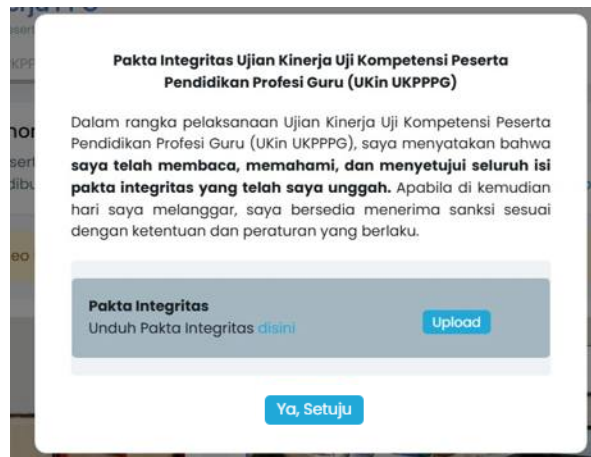 Pakta Integritas Ujian Kinerja Uji Kompetensi Peserta
Pendidikan Profesi Guru (UKin UKPPPG)
Dalam rangka pelaksanaan Ujian Kinerja Uji Kompetensi Peserta
Pendidikan Profesi Guru (UKin UKPPPG), saya menyatakan bahwa
saya telah membaca, memahami, dan menyetujui seluruh isi
pakta integritas yang telah saya unggah. Apabila di kemudian
hari saya melanggar, saya bersedia menerima sanksi sesuai
dengan ketentuan dan peraturan yang berlaku.
Pakta Integritas
Unduh Pakta Integritas disini
Upload
Ya, Setuju